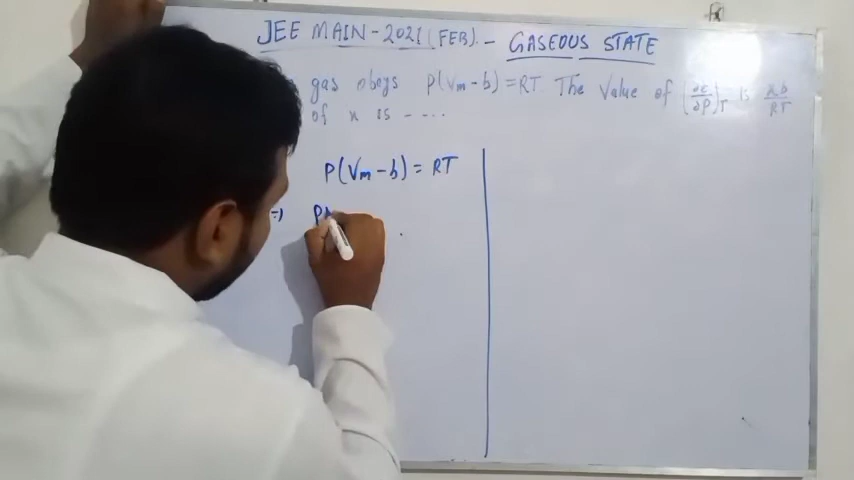 JEE MAIN - 2021 (FEB). - GASEOUS STATE
gas obeys P(Vm - b) = RT. The Value of (∂z/∂P)T is xb/RT
of x is - ...
P(Vm - b) = RT
⇒ PV